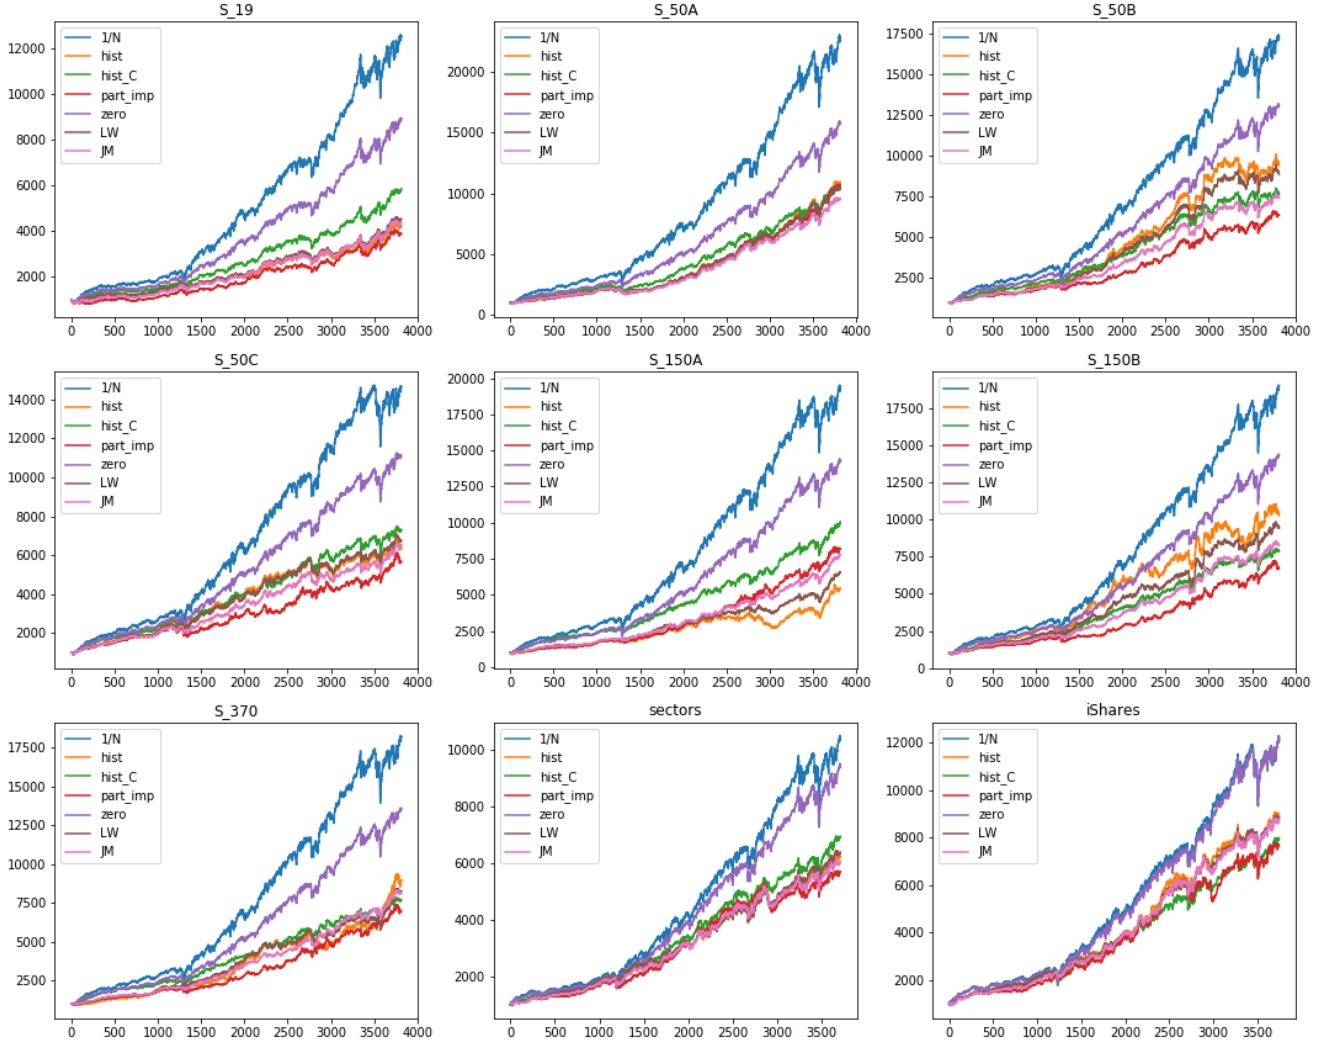 S_19
1/N
hist
hist_C
part_imp
zero
LW
JM
12000
10000
8000
6000
4000
2000
0 500 1000 1500 2000 2500 3000 3500 4000
S_50A
1/N
hist
hist_C
part_imp
zero
LW
JM
20000
15000
10000
5000
0
0 500 1000 1500 2000 2500 3000 3500 4000
S_50B
1/N
hist
hist_C
part_imp
zero
LW
JM
17500
15000
12500
10000
7500
5000
2500
0 500 1000 1500 2000 2500 3000 3500 4000
S_50C
1/N
hist
hist_C
part_imp
zero
LW
JM
14000
12000
10000
8000
6000
4000
2000
0 500 1000 1500 2000 2500 3000 3500 4000
S_150A
1/N
hist
hist_C
part_imp
zero
LW
JM
20000
17500
15000
12500
10000
7500
5000
2500
0
0 500 1000 1500 2000 2500 3000 3500 4000
S_150B
1/N
hist
hist_C
part_imp
zero
LW
JM
17500
15000
12500
10000
7500
5000
2500
0
0 500 1000 1500 2000 2500 3000 3500 4000
S_370
1/N
hist
hist_C
part_imp
zero
LW
JM
17500
15000
12500
10000
7500
5000
2500
0 500 1000 1500 2000 2500 3000 3500 4000
sectors
1/N
hist
hist_C
part_imp
zero
LW
JM
10000
8000
6000
4000
2000
0 500 1000 1500 2000 2500 3000 3500
iShares
1/N
hist
hist_C
part_imp
zero
LW
JM
12000
10000
8000
6000
4000
2000
0 500 1000 1500 2000 2500 3000 3500